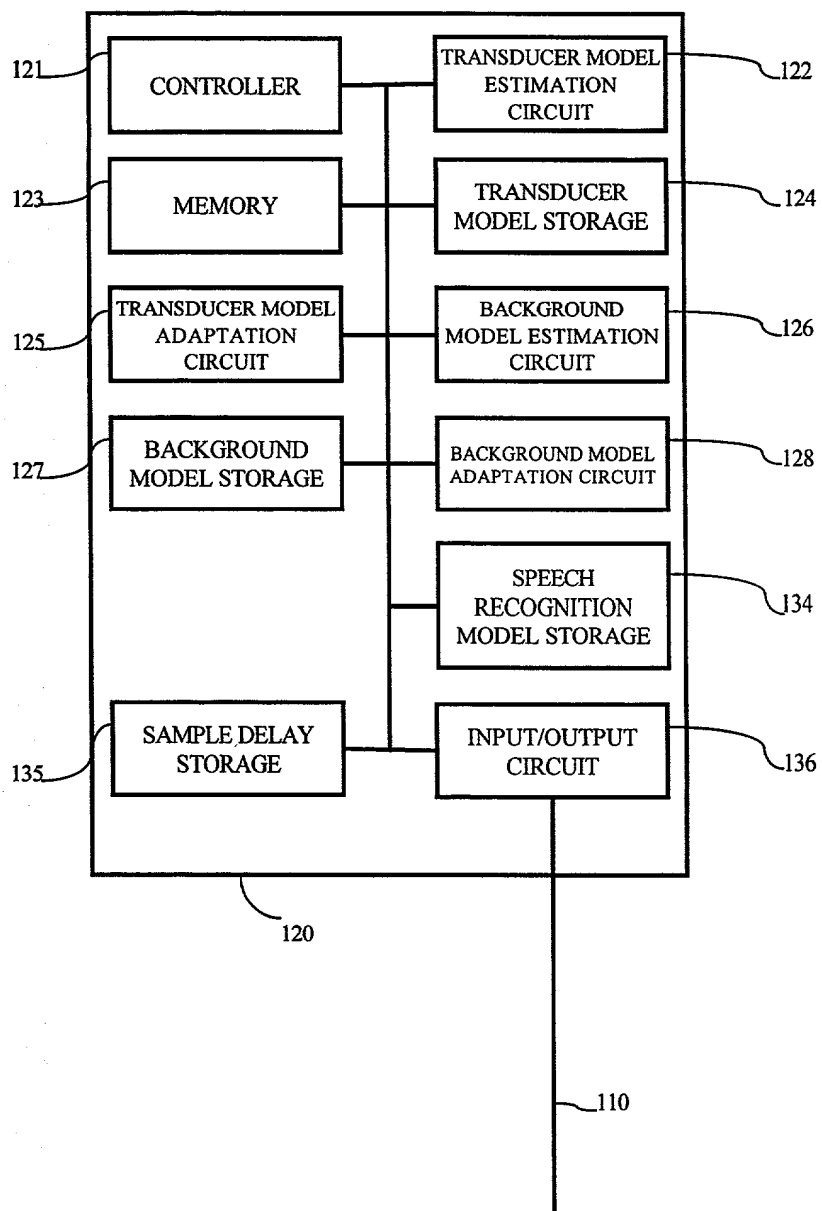 121
CONTROLLER
TRANSDUCER MODEL
ESTIMATION
CIRCUIT
122
123
MEMORY
TRANSDUCER
MODEL STORAGE
124
125
TRANSDUCER MODEL
ADAPTATION
CIRCUIT
BACKGROUND
MODEL ESTIMATION
CIRCUIT
126
127
BACKGROUND
MODEL STORAGE
BACKGROUND MODEL
ADAPTATION CIRCUIT
128
SPEECH
RECOGNITION
MODEL STORAGE
134
135
SAMPLE DELAY
STORAGE
INPUT/OUTPUT
CIRCUIT
136
120
110